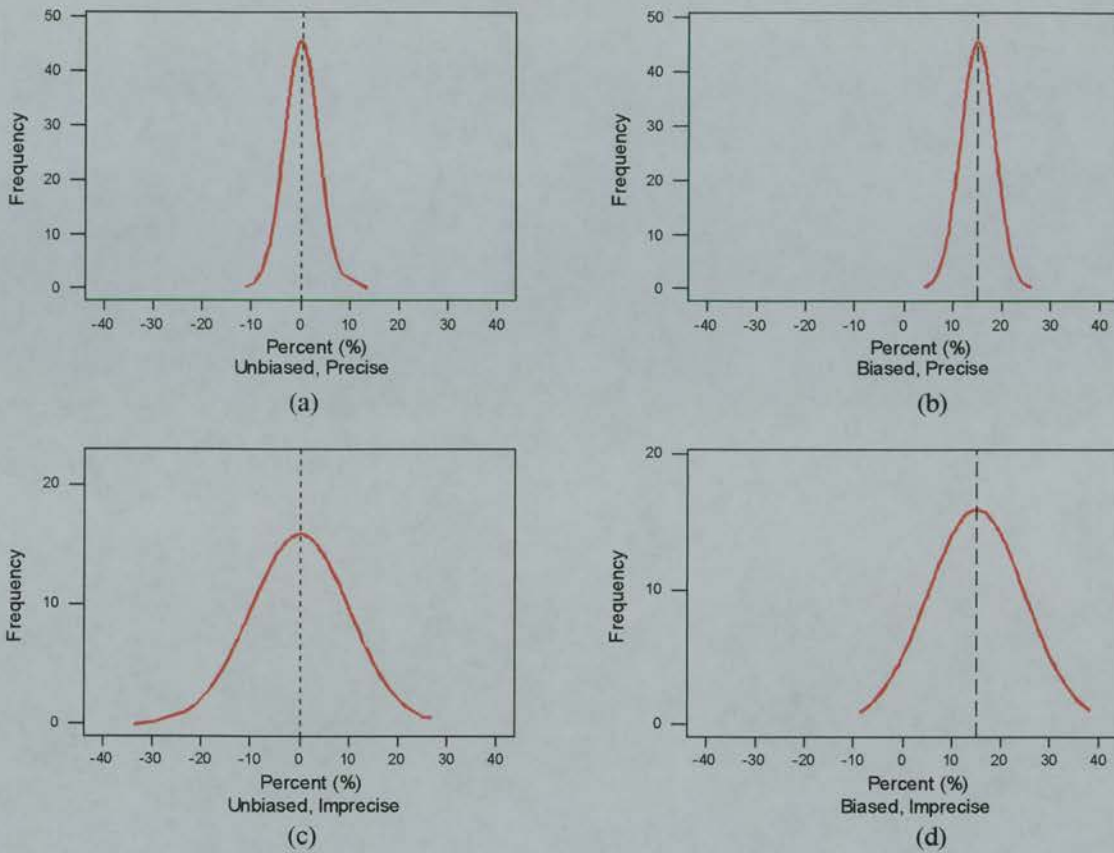 50
40
30
20
10
0
Frequency
-40 -30 -20 -10 0 10 20 30 40
Percent (%)
Unbiased, Precise
(a)
50
40
30
20
10
0
Frequency
-40 -30 -20 -10 0 10 20 30 40
Percent (%)
Biased, Precise
(b)
20
10
0
Frequency
-40 -30 -20 -10 0 10 20 30 40
Percent (%)
Unbiased, Imprecise
(c)
20
10
0
Frequency
-40 -30 -20 -10 0 10 20 30 40
Percent (%)
Biased, Imprecise
(d)